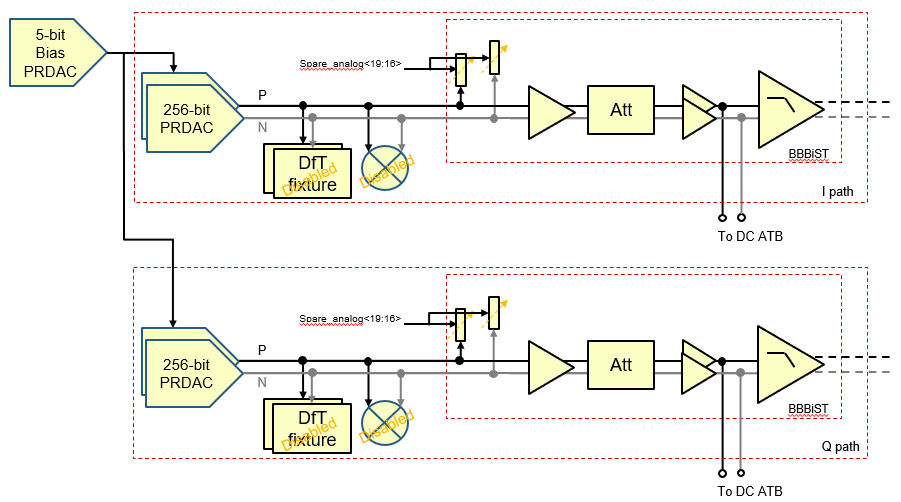 5-bit
Bias
PRDAC
Spare_analog<19:16>
P
256-bit
PRDAC
N
Att
DfT
fixture
Disabled
Disabled
BBBiST
I path
To DC ATB
Spare_analog<19:16>
P
256-bit
PRDAC
N
Att
DfT
fixture
Disabled
Disabled
BBBiST
Q path
To DC ATB